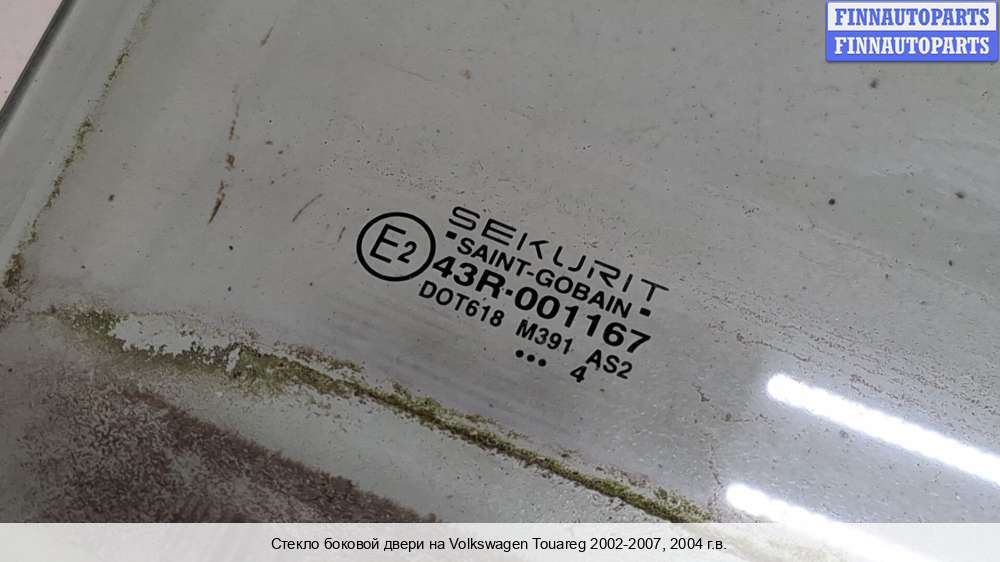 FINNAUTOPARTS
FINNAUTOPARTS
SEKURIT
SAINT-GOBAIN
E2
43R-001167
DOT618 M391 AS2
... 4
Стекло боковой двери на Volkswagen Touareg 2002-2007, 2004 г.в.